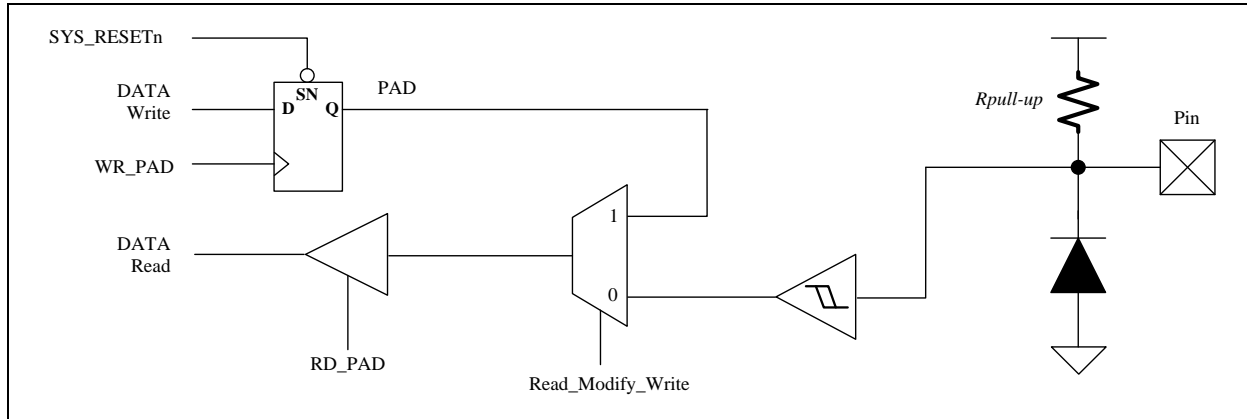 SYS_RESETn
DATA
Write
WR_PAD
SN
D
Q
PAD
Rpull-up
Pin
1
0
DATA
Read
RD_PAD
Read_Modify_Write